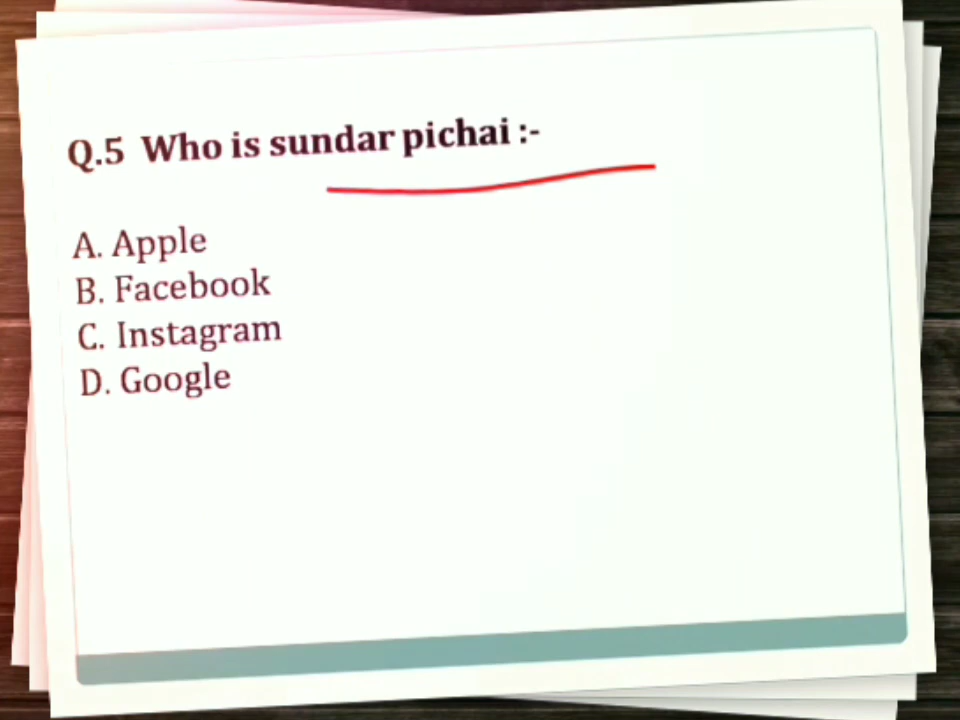 Q.5 Who is sundar pichai :-
A. Apple
B. Facebook
C. Instagram
D. Google